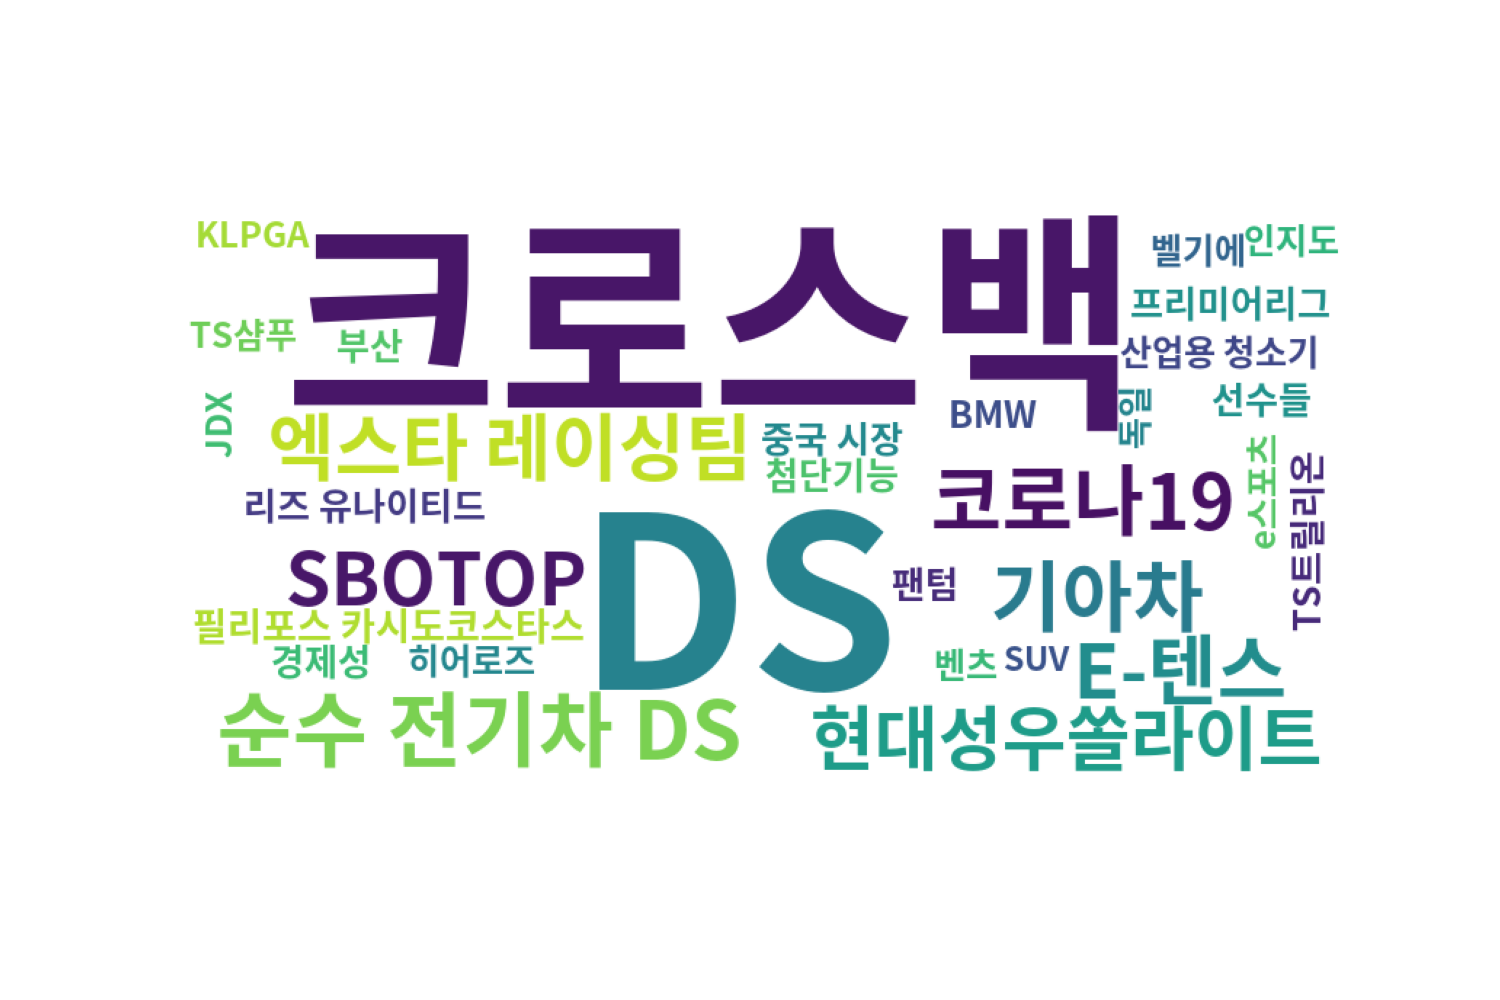 KLPGA
크로스백
벨기에
인지도
프리미어리그
TS샴푸
부산
산업용 청소기
JDX
엑스타 레이싱팀
중국 시장
BMW
독일
선수들
첨단기능
리즈 유나이티드
코로나19
e스포츠
TS트릴리온
SBOTOP
DS
팬텀
기아차
필리포스 카시도코스타스
경제성
히어로즈
벤츠
SUV
E-텐스
순수 전기차 DS
현대성우쏠라이트